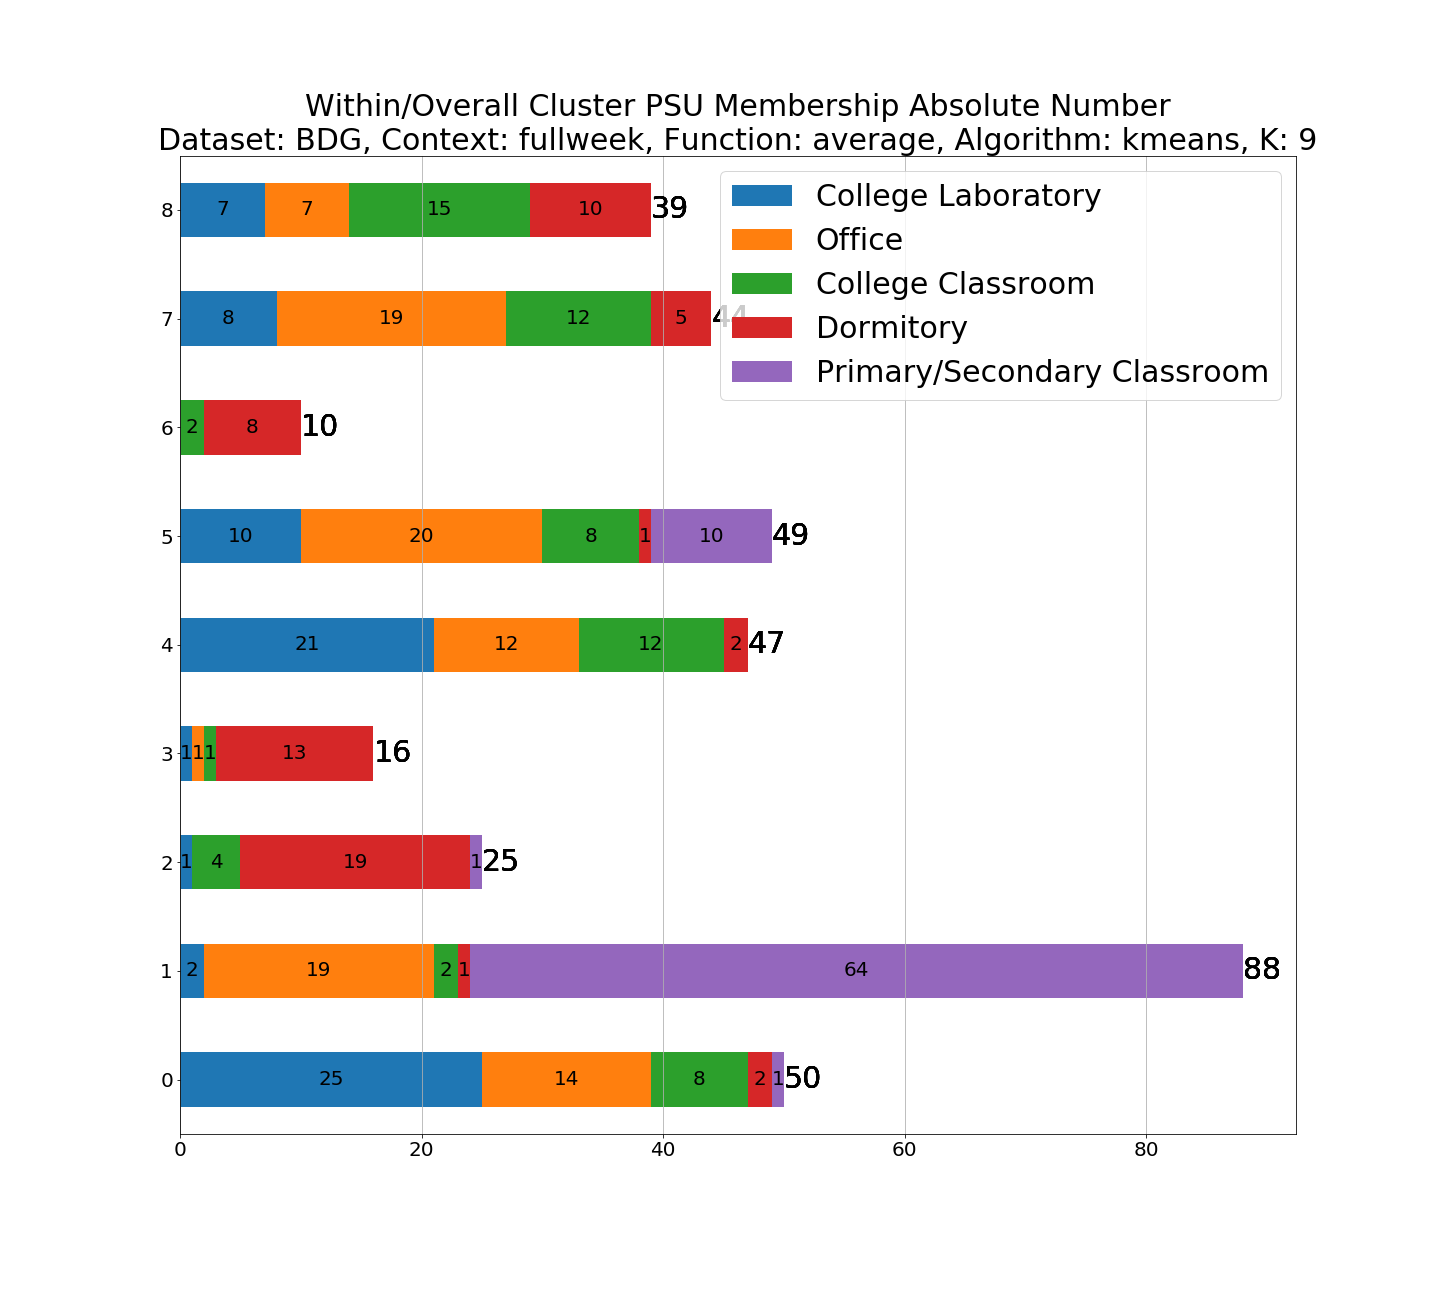 Within/Overall Cluster PSU Membership Absolute Number
Dataset: BDG, Context: fullweek, Function: average, Algorithm: kmeans, K: 9
College Laboratory
Office
College Classroom
Dormitory
Primary/Secondary Classroom
8 7 7 15 10 39
7 8 19 12 5 44
6 2 8 10
5 10 20 8 1 10 49
4 21 12 12 2 47
3 1 1 1 13 16
2 1 4 19 1 25
1 2 19 2 1 64 88
0 25 14 8 2 1 50
0 20 40 60 80